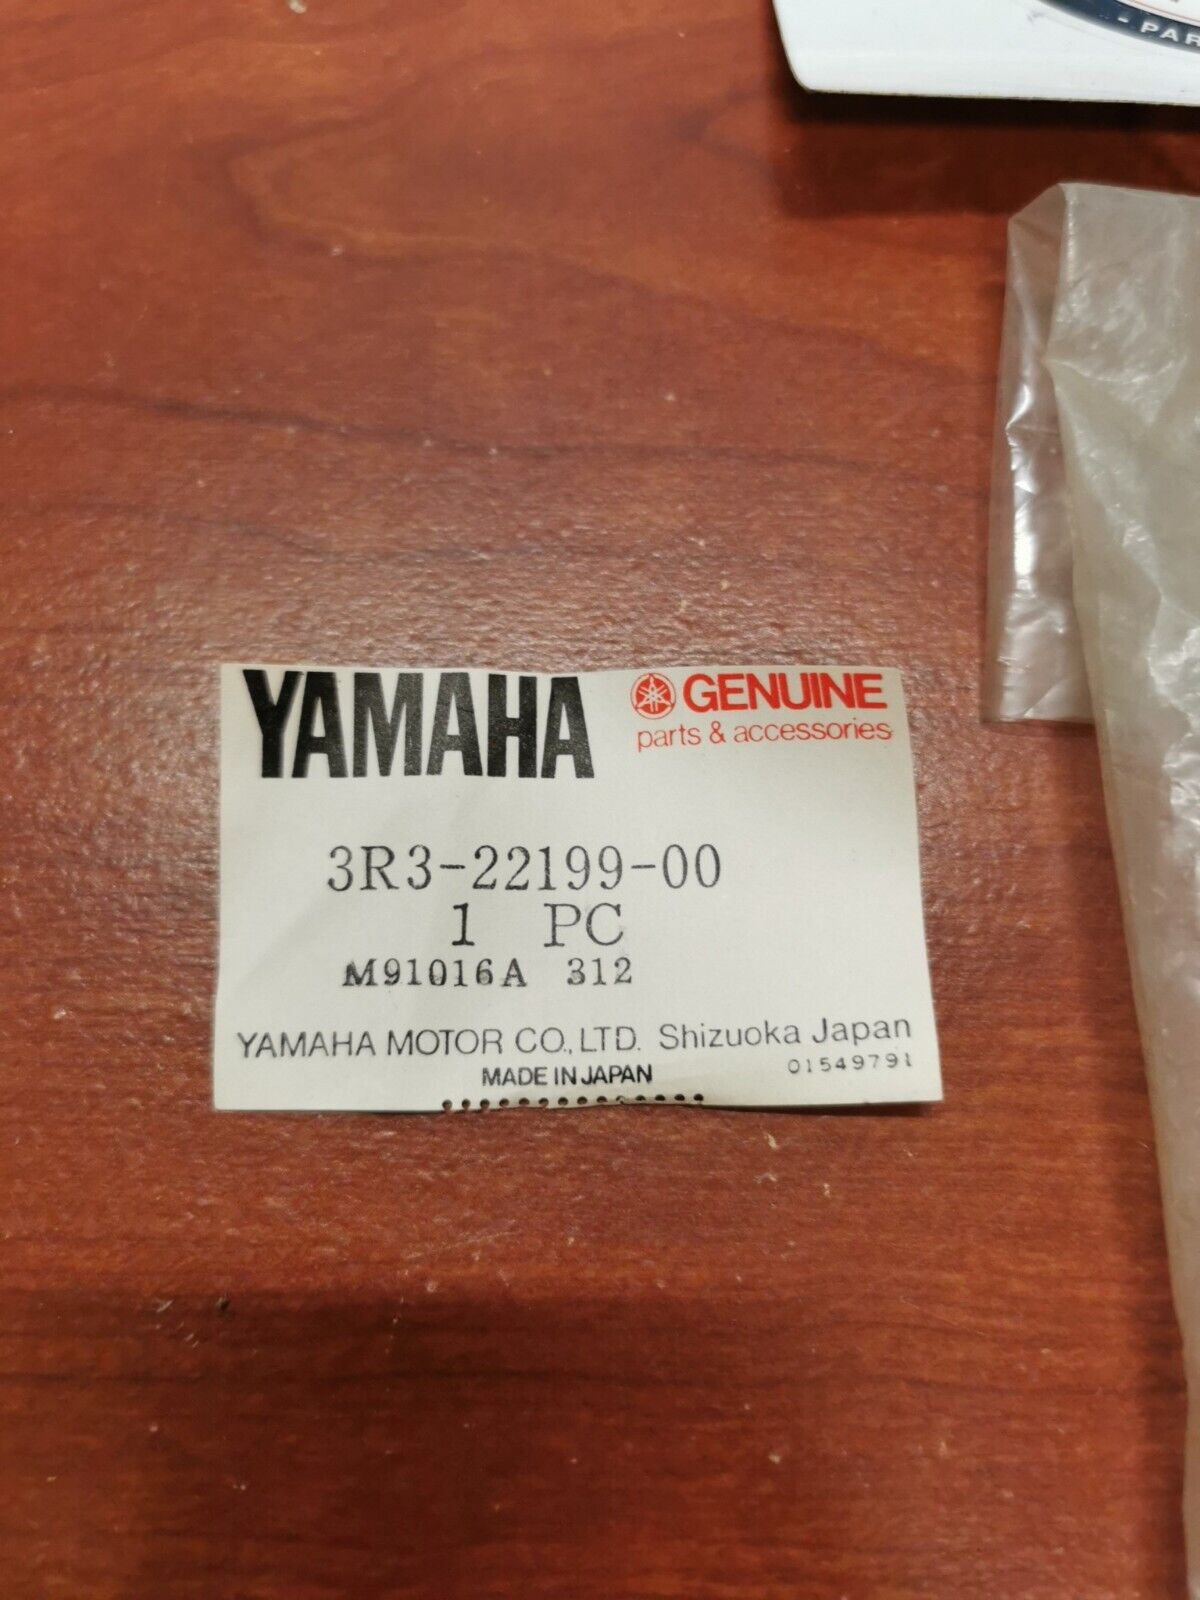 - PAR
YAMAHA
GENUINE
parts & accessories
3R3-22199-00
1 PC
M91016A 312
YAMAHA MOTOR CO., LTD. Shizuoka Japan
MADE IN JAPAN
01549791